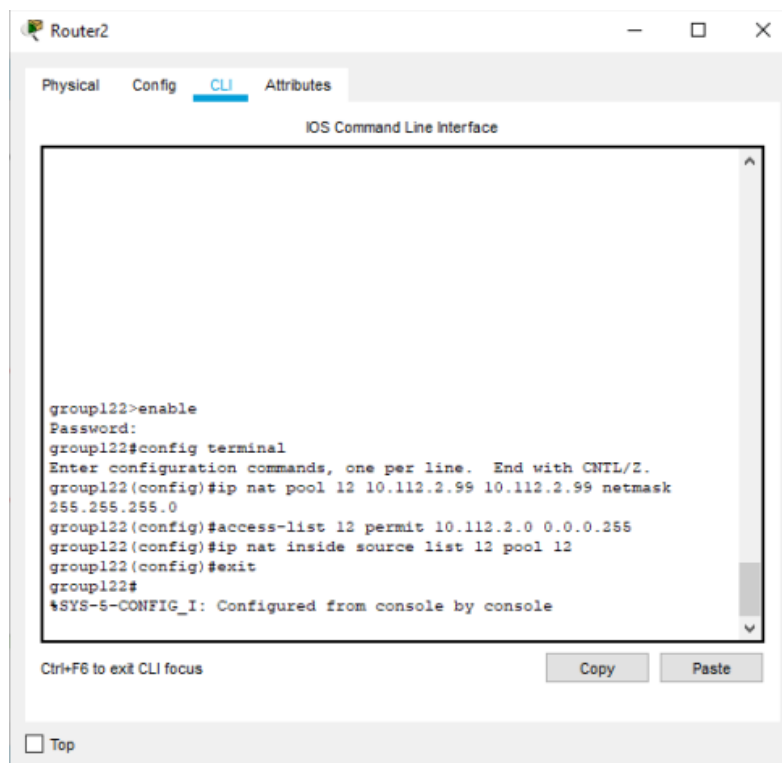 Router2
Physical Config CLI Attributes
IOS Command Line Interface
group122>enable
Password:
group122#config terminal
Enter configuration commands, one per line.  End with CNTL/Z.
group122(config)#ip nat pool 12 10.112.2.99 10.112.2.99 netmask
255.255.255.0
group122(config)#access-list 12 permit 10.112.2.0 0.0.0.255
group122(config)#ip nat inside source list 12 pool 12
group122(config)#exit
group122#
%SYS-5-CONFIG_I: Configured from console by console
Ctrl+F6 to exit CLI focus
Copy Paste
Top